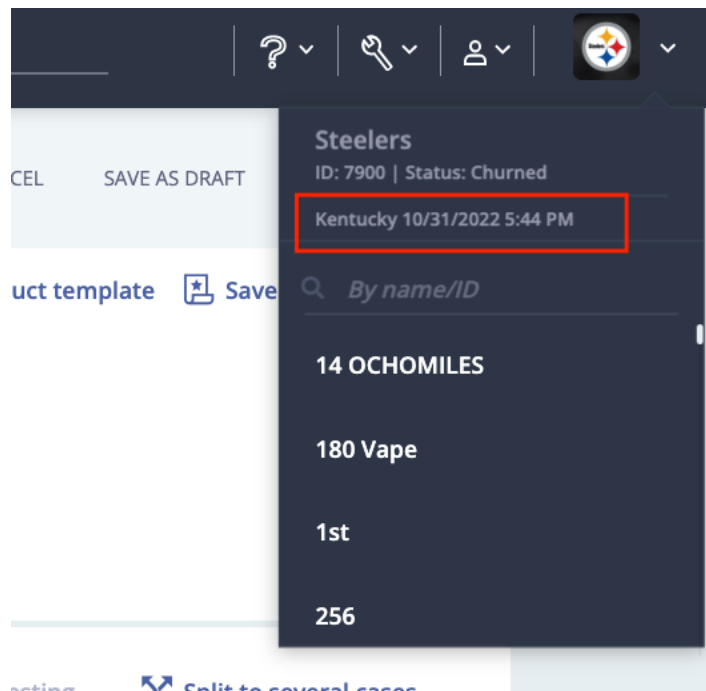 CEL SAVE AS DRAFT
Steelers
ID: 7900 | Status: Churned
Kentucky 10/31/2022 5:44 PM
uct template Save
By name/ID
14 OCHOMILES
180 Vape
1st
256
Split to several cases